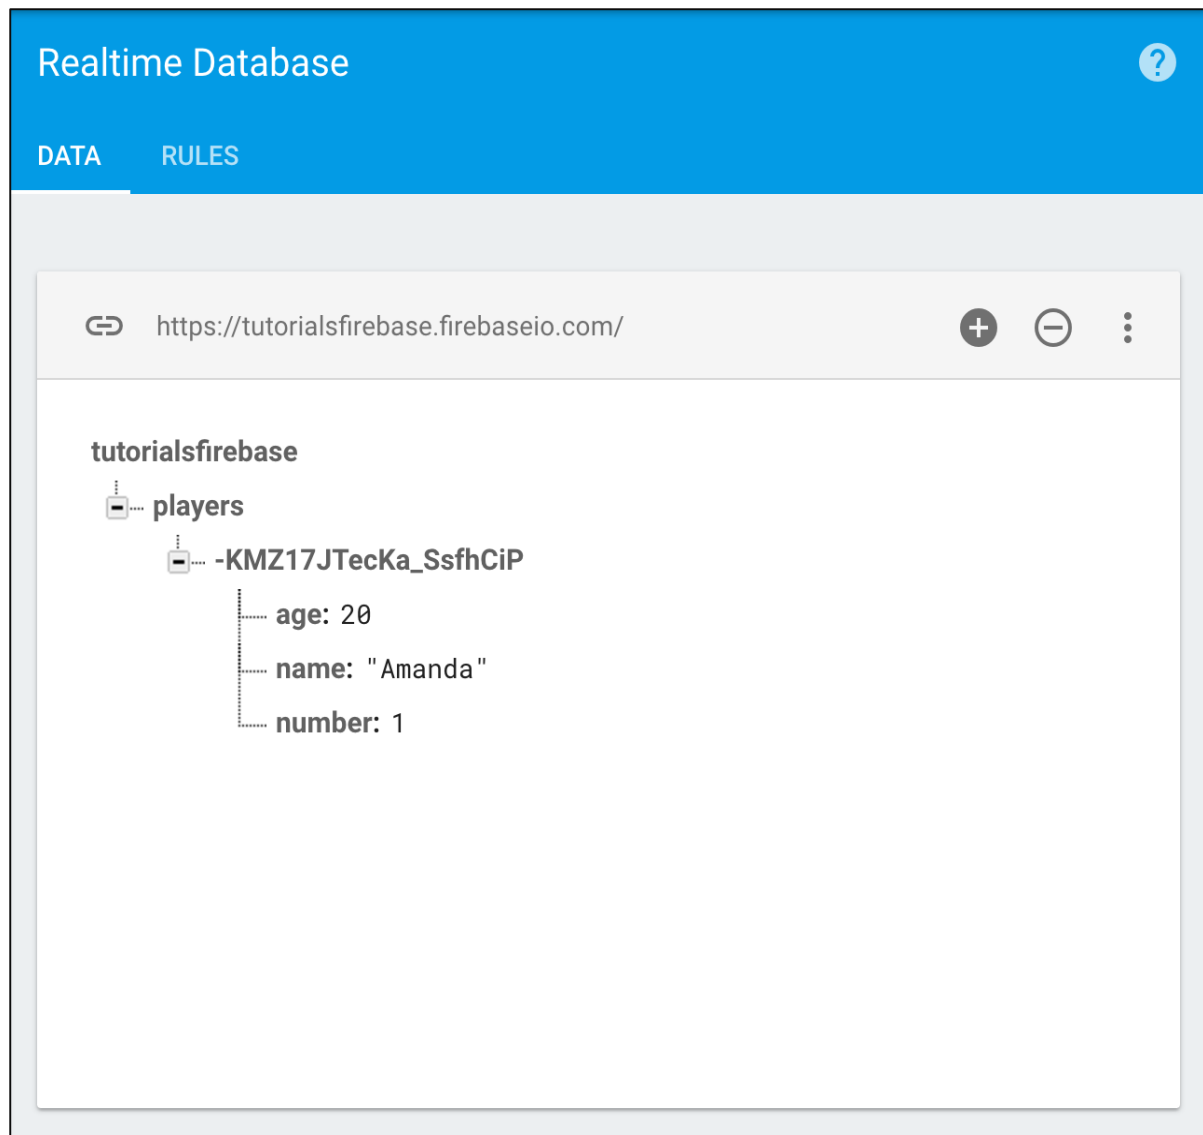 Realtime Database
?
DATA RULES
https://tutorialsfirebase.firebaseio.com/
tutorialsfirebase
players
-KMZ17JTecKa_SsfhCiP
age: 20
name: "Amanda"
number: 1